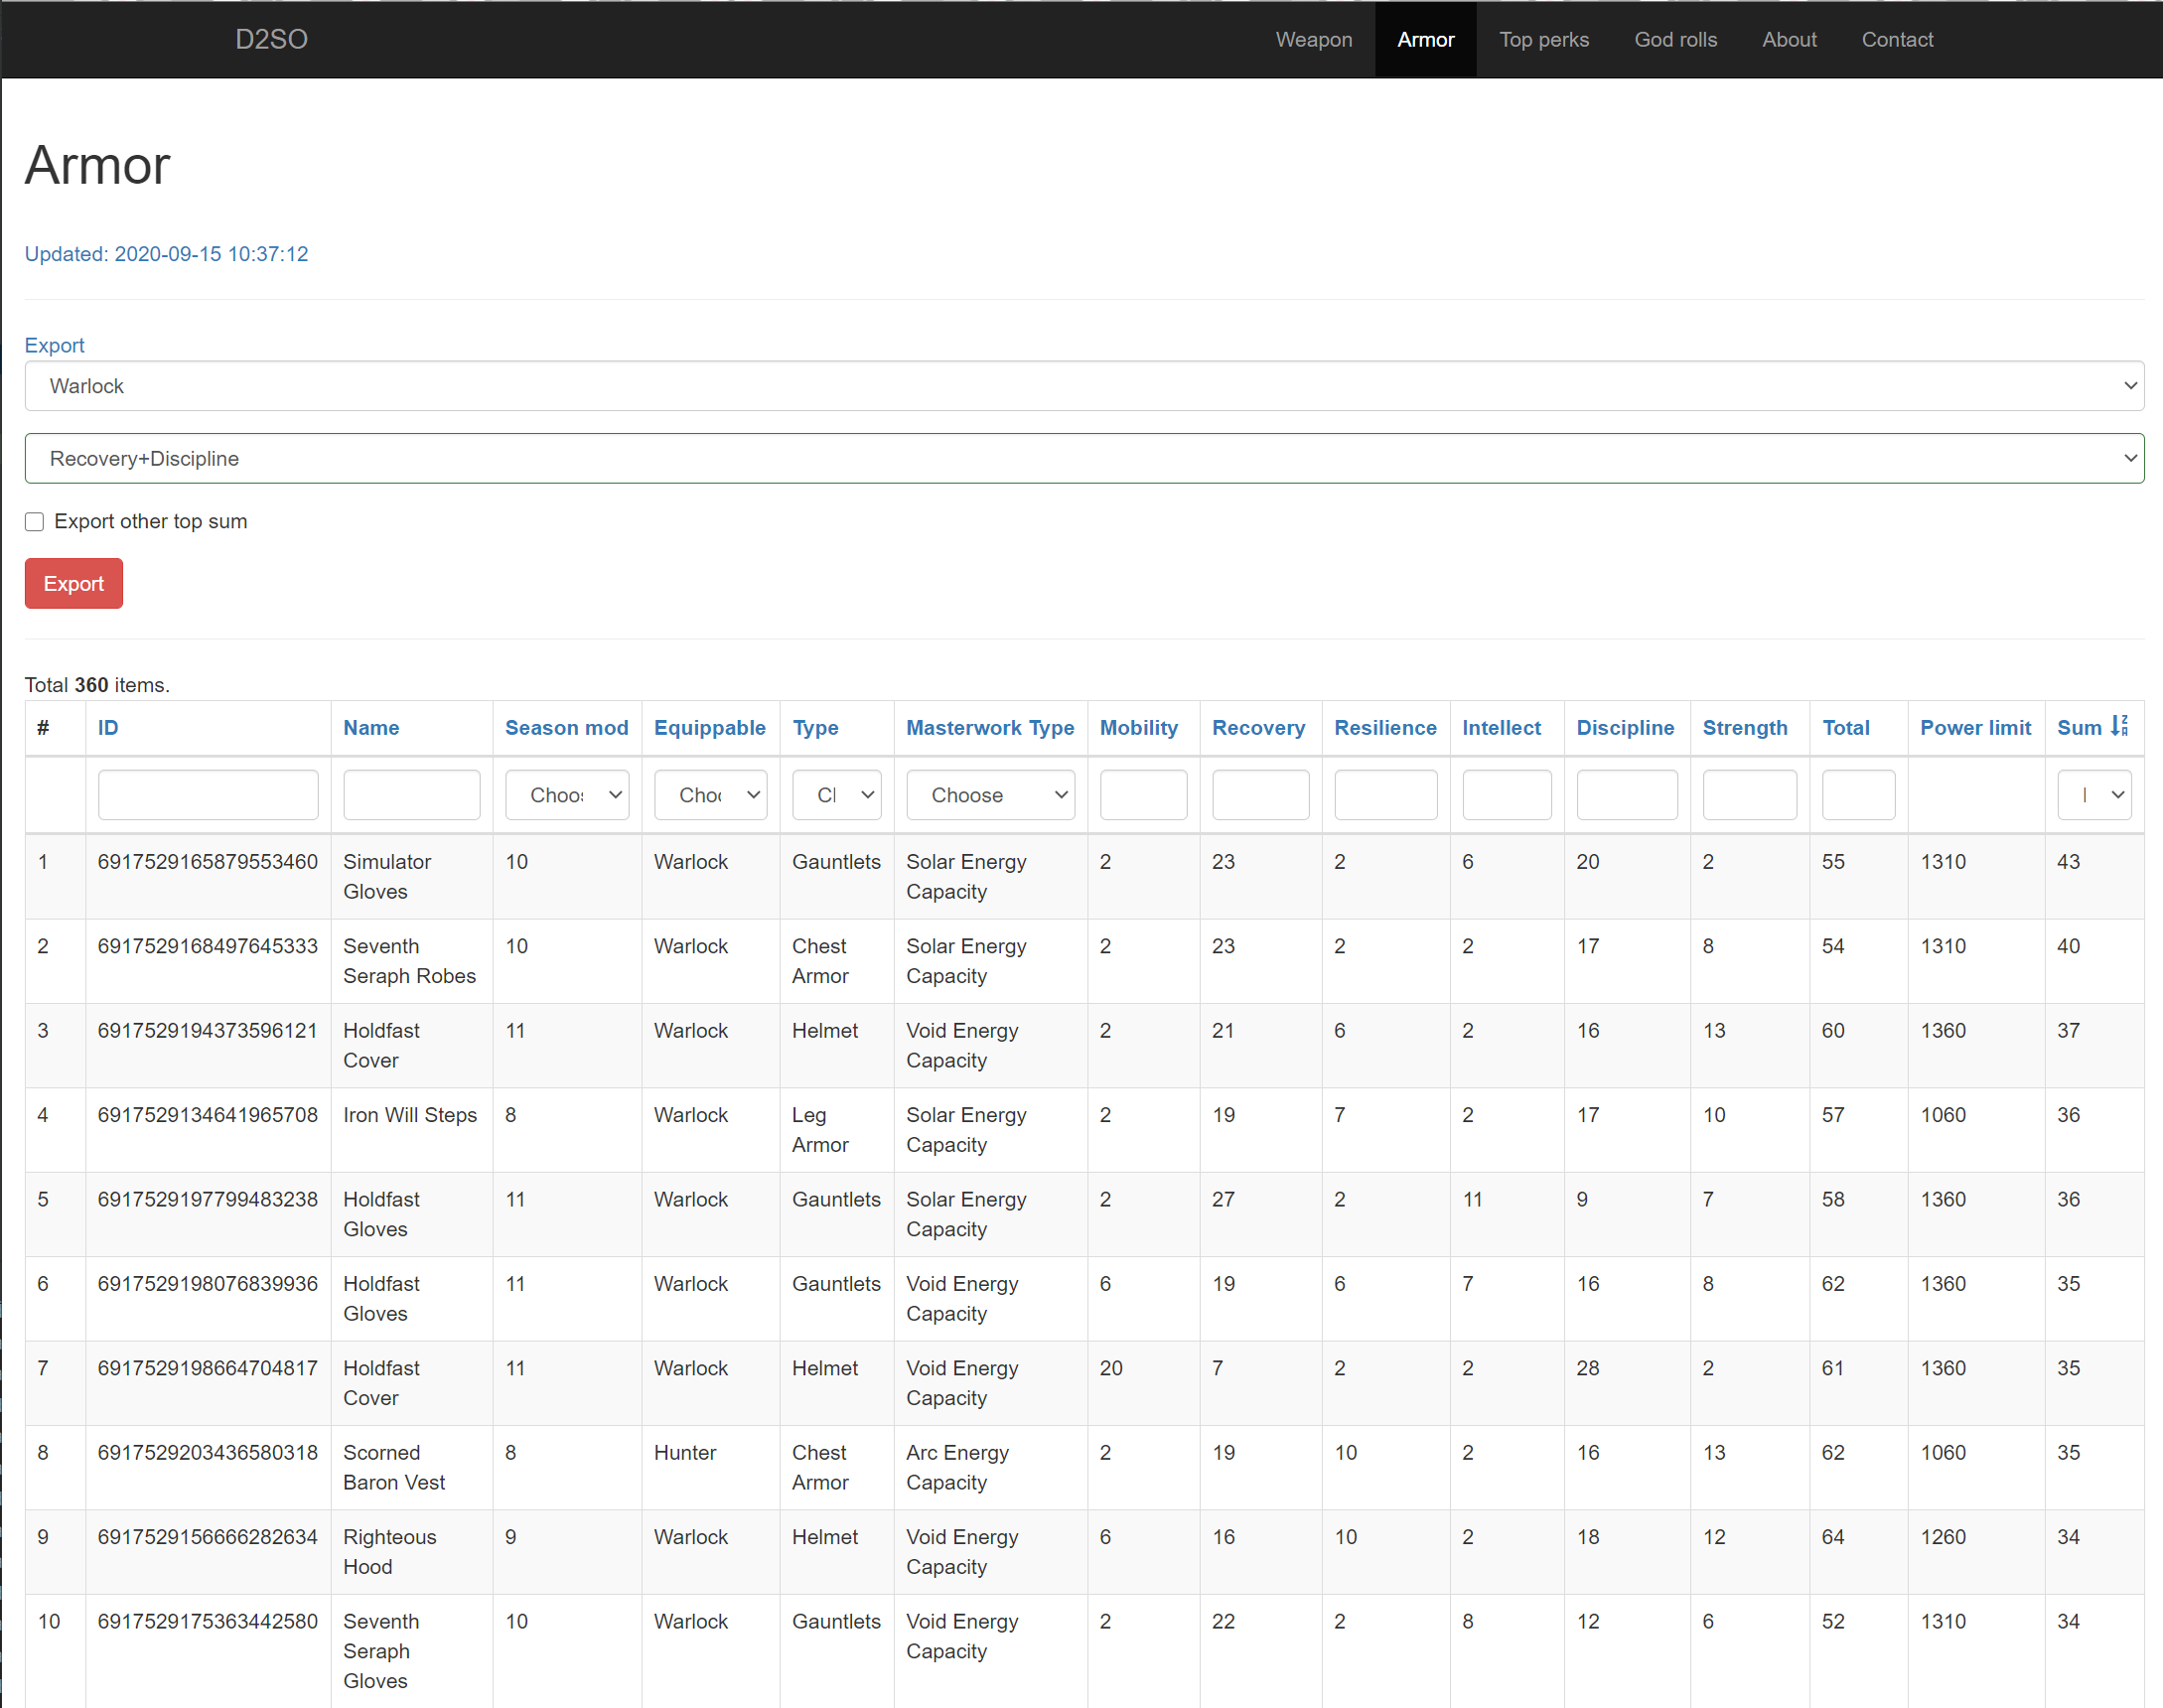 D2SO Weapon Armor Top perks God rolls About Contact
Armor
Updated: 2020-09-15 10:37:12
Export
Warlock
Recovery+Discipline
Export other top sum
Export
Total 360 items.
# ID Name Season mod Equippable Type Masterwork Type Mobility Recovery Resilience Intellect Discipline Strength Total Power limit Sum
Choose
1 6917529165879553460 Simulator Gloves 10 Warlock Gauntlets Solar Energy Capacity 2 23 2 6 20 2 55 1310 43
2 6917529168497645333 Seventh Seraph Robes 10 Warlock Chest Armor Solar Energy Capacity 2 23 2 2 17 8 54 1310 40
3 6917529194373596121 Holdfast Cover 11 Warlock Helmet Void Energy Capacity 2 21 6 2 16 13 60 1360 37
4 6917529134641965708 Iron Will Steps 8 Warlock Leg Armor Solar Energy Capacity 2 19 7 2 17 10 57 1060 36
5 6917529197799483238 Holdfast Gloves 11 Warlock Gauntlets Solar Energy Capacity 2 27 2 11 9 7 58 1360 36
6 6917529198076839936 Holdfast Gloves 11 Warlock Gauntlets Void Energy Capacity 6 19 6 7 16 8 62 1360 35
7 6917529198664704817 Holdfast Cover 11 Warlock Helmet Void Energy Capacity 20 7 2 2 28 2 61 1360 35
8 6917529203436580318 Scorned Baron Vest 8 Hunter Chest Armor Arc Energy Capacity 2 19 10 2 16 13 62 1060 35
9 6917529156666282634 Righteous Hood 9 Warlock Helmet Void Energy Capacity 6 16 10 2 18 12 64 1260 34
10 6917529175363442580 Seventh Seraph Gloves 10 Warlock Gauntlets Void Energy Capacity 2 22 2 8 12 6 52 1310 34